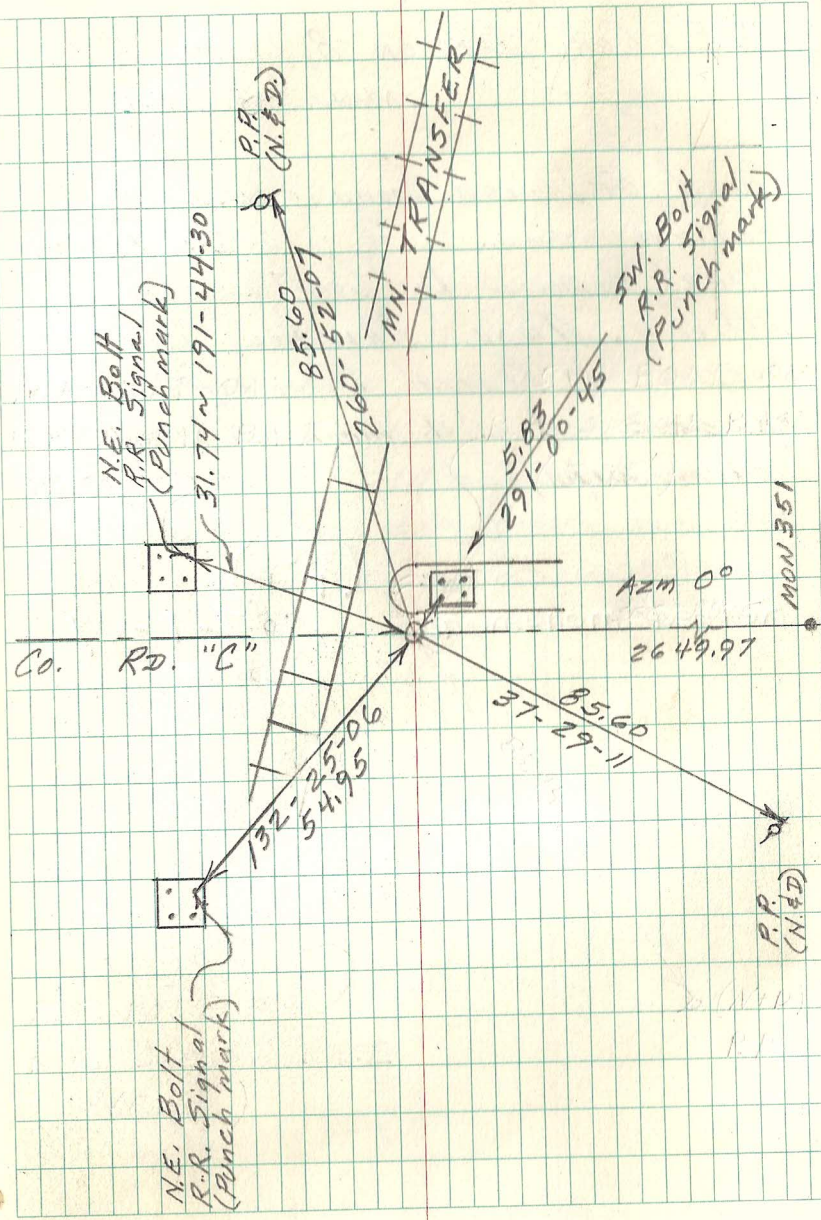 P.P.
(N.&D.)
MN. TRANSFER
N.E. Bolt
R.R. Signal
(Punch mark)
31.74 ~ 191-44-30
85.60
260-52-07
S.W. Bolt
R.R. Signal
(Punch mark)
5.83
291-00-45
Co. RD. "C"
Azm 0°
2649.97
MON 351
132-25-06
54.95
85.60
37-29-11
P.P.
(N.&D)
N.E. Bolt
R.R. Signal
(Punch mark)